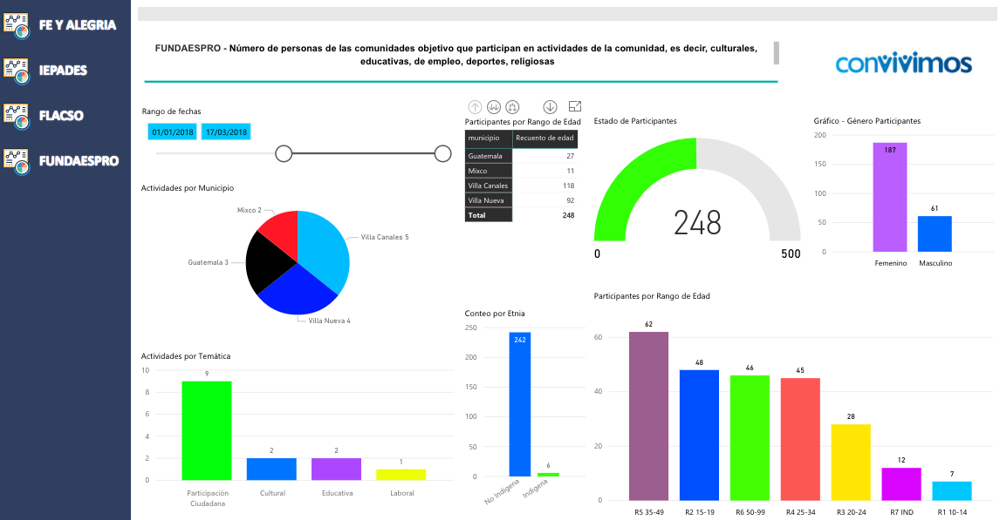 FE Y ALEGRIA
IEPADES
FLACSO
FUNDAESPRO
FUNDAESPRO - Número de personas de las comunidades objetivo que participan en actividades de la comunidad, es decir, culturales,
educativas, de empleo, deportes, religiosas
convivimos
Rango de fechas
01/01/2018 17/03/2018
Actividades por Municipio
Mixco 2
Villa Canales 5
Guatemala 3
Villa Nueva 4
Actividades por Temática
10
8
6
4
2
0
9
2
2
1
Participación
Ciudadana
Cultural
Educativa
Laboral
Participantes por Rango de Edad
municipio Recuento de edad
Guatemala 27
Mixco 11
Villa Canales 118
Villa Nueva 92
Total 248
Conteo por Etnia
250
200
150
100
50
0
242
6
No Indigena
Indigena
Estado de Participantes
248
0
500
Gráfico - Género Participantes
200
150
100
50
0
187
61
Femenino
Masculino
Participantes por Rango de Edad
60
40
20
0
62
48
46
45
28
12
7
R5 35-49
R2 15-19
R6 50-99
R4 25-34
R3 20-24
R7 IND
R1 10-14